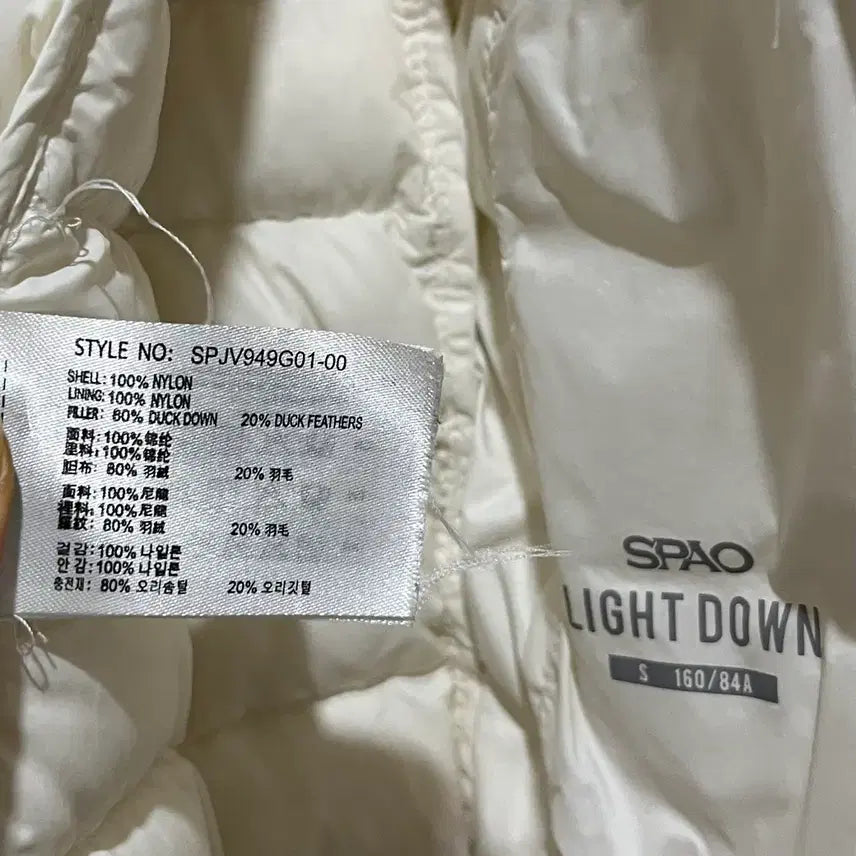 STYLE NO: SPJV949G01-00
SHELL: 100% NYLON
LINING: 100% NYLON
FILLER: 80% DUCK DOWN 20% DUCK FEATHERS
面料: 100%锦纶
里料: 100%锦纶
胆布: 80% 羽絨 20% 羽毛
面料: 100%尼龍
裡料: 100%尼龍
羅紋: 80% 羽絨 20% 羽毛
겉감: 100% 나일론
안감: 100% 나일론
충전재: 80% 오리솜털 20% 오리깃털
SPAO
LIGHT DOWN
S 160/84A